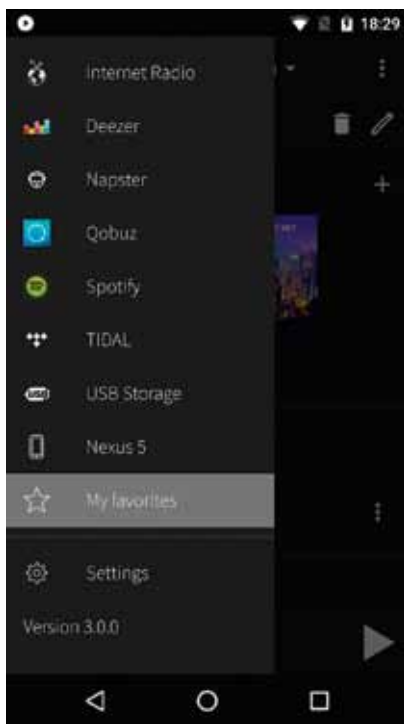 18:29
Internet Radio
Deezer
Napster
Qobuz
Spotify
TIDAL
USB Storage
Nexus 5
My favorites
Settings
Version 3.0.0